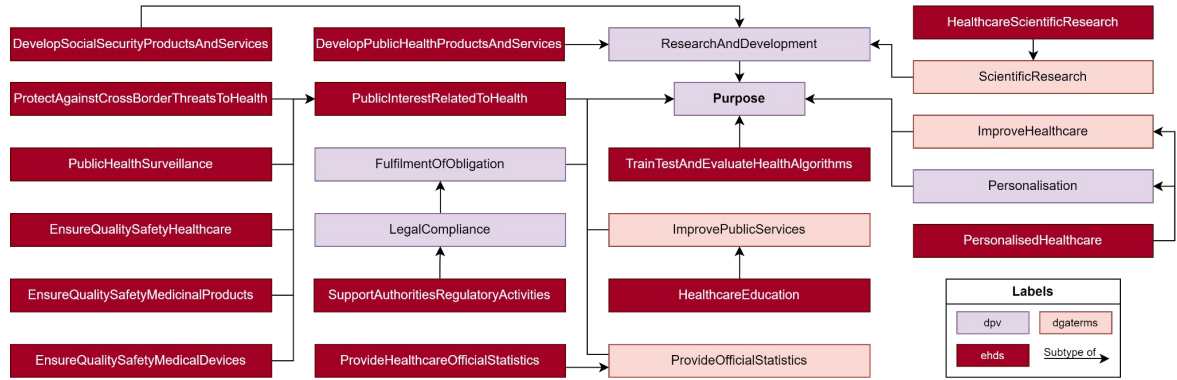 DevelopSocialSecurityProductsAndServices
DevelopPublicHealthProductsAndServices
ResearchAndDevelopment
HealthcareScientificResearch
ScientificResearch
ProtectAgainstCrossBorderThreatsToHealth
PublicInterestRelatedToHealth
Purpose
ImproveHealthcare
PublicHealthSurveillance
FulfilmentOfObligation
TrainTestAndEvaluateHealthAlgorithms
Personalisation
EnsureQualitySafetyHealthcare
LegalCompliance
ImprovePublicServices
PersonalisedHealthcare
EnsureQualitySafetyMedicinalProducts
SupportAuthoritiesRegulatoryActivities
HealthcareEducation
EnsureQualitySafetyMedicalDevices
ProvideHealthcareOfficialStatistics
ProvideOfficialStatistics
Labels
dpv
dgaterms
ehds
Subtype of